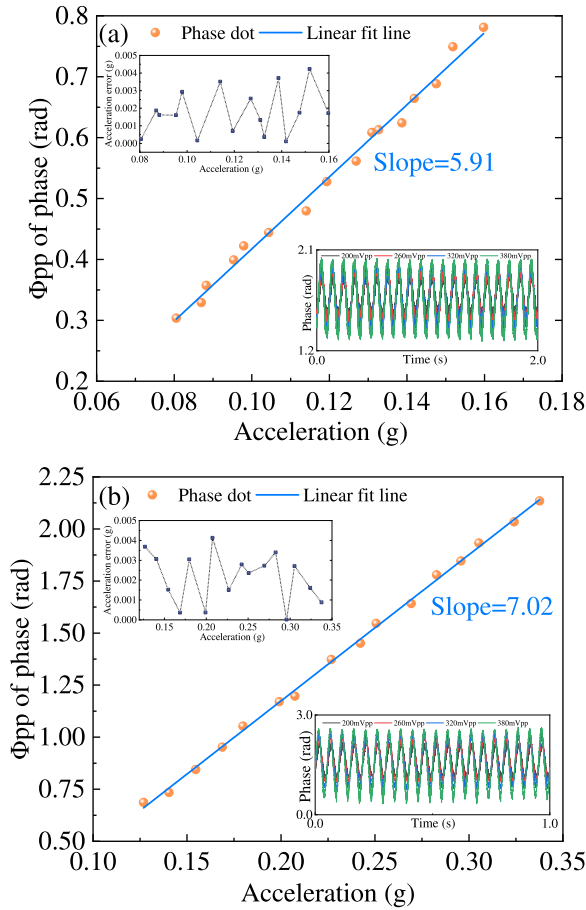 (a) Phase dot Linear fit line
0.8
0.7
0.6
0.5
0.4
0.3
0.2
Φpp of phase (rad)
0.06 0.08 0.10 0.12 0.14 0.16 0.18
Acceleration (g)
Slope=5.91
0.005
0.004
0.003
0.002
0.001
0.000
Acceleration error (g)
0.08 0.10 0.12 0.14 0.16
Acceleration (g)
200mVpp 260mVpp 320mVpp 380mVpp
2.1
Phase (rad)
1.2
0.0 Time (s) 2.0
(b) Phase dot Linear fit line
2.25
2.00
1.75
1.50
1.25
1.00
0.75
0.50
Φpp of phase (rad)
0.10 0.15 0.20 0.25 0.30 0.35
Acceleration (g)
Slope=7.02
0.005
0.004
0.003
0.002
0.001
0.000
Acceleration error (g)
0.15 0.20 0.25 0.30 0.35
Acceleration (g)
200mVpp 260mVpp 320mVpp 380mVpp
3.0
Phase (rad)
0.0
0.0 Time (s) 1.0